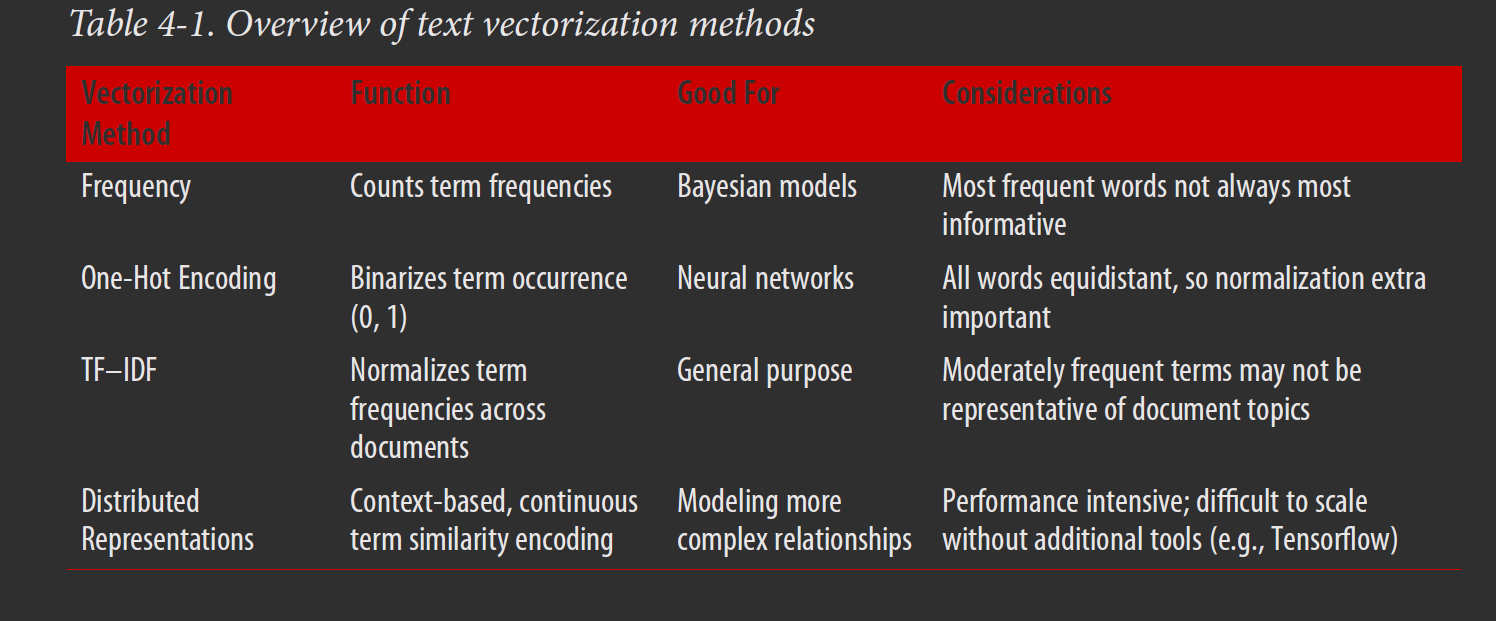 Table 4-1. Overview of text vectorization methods
Vectorization Method
Function
Good For
Considerations
Frequency
Counts term frequencies
Bayesian models
Most frequent words not always most
informative
One-Hot Encoding
Binarizes term occurrence
(0, 1)
Neural networks
All words equidistant, so normalization extra
important
TF–IDF
Normalizes term
frequencies across
documents
General purpose
Moderately frequent terms may not be
representative of document topics
Distributed
Representations
Context-based, continuous
term similarity encoding
Modeling more
complex relationships
Performance intensive; difficult to scale
without additional tools (e.g., Tensorflow)